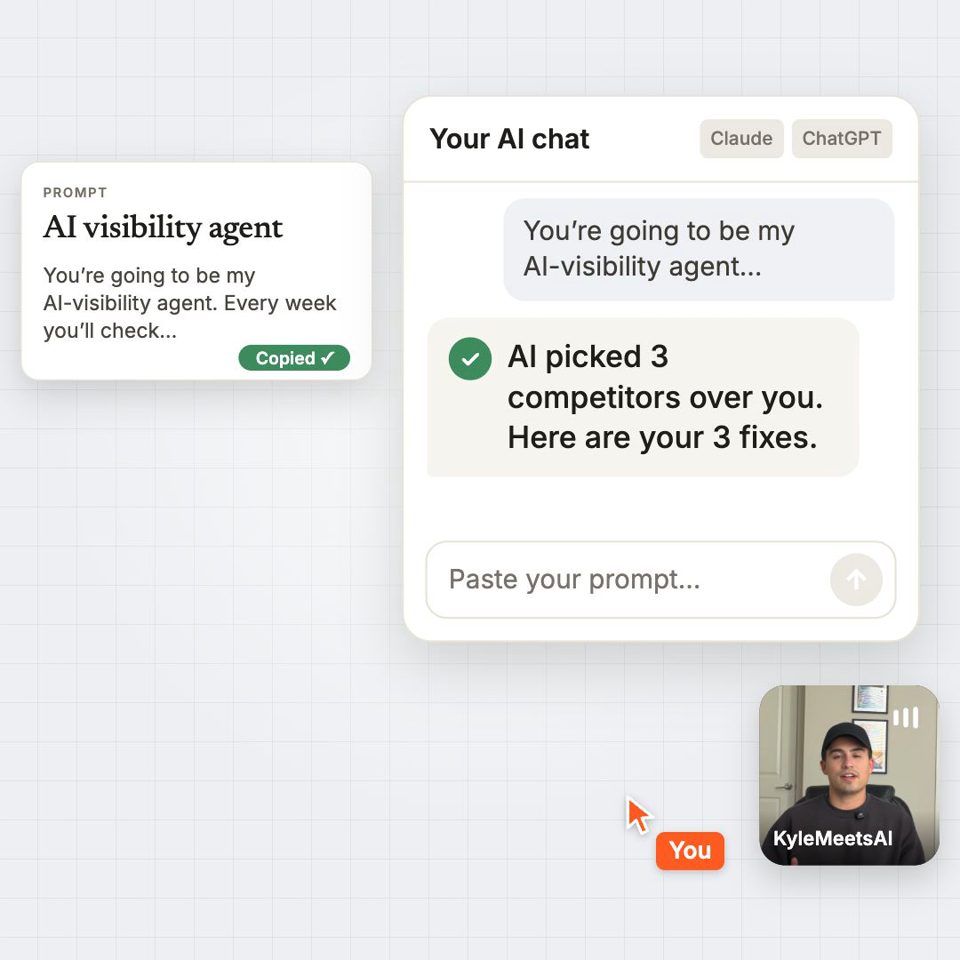 PROMPT
AI visibility agent
You’re going to be my
AI-visibility agent. Every week
you’ll check...
Copied ✓
Your AI chat
Claude
ChatGPT
You’re going to be my
AI-visibility agent...
AI picked 3
competitors over you.
Here are your 3 fixes.
Paste your prompt...
KyleMeetsAI
You